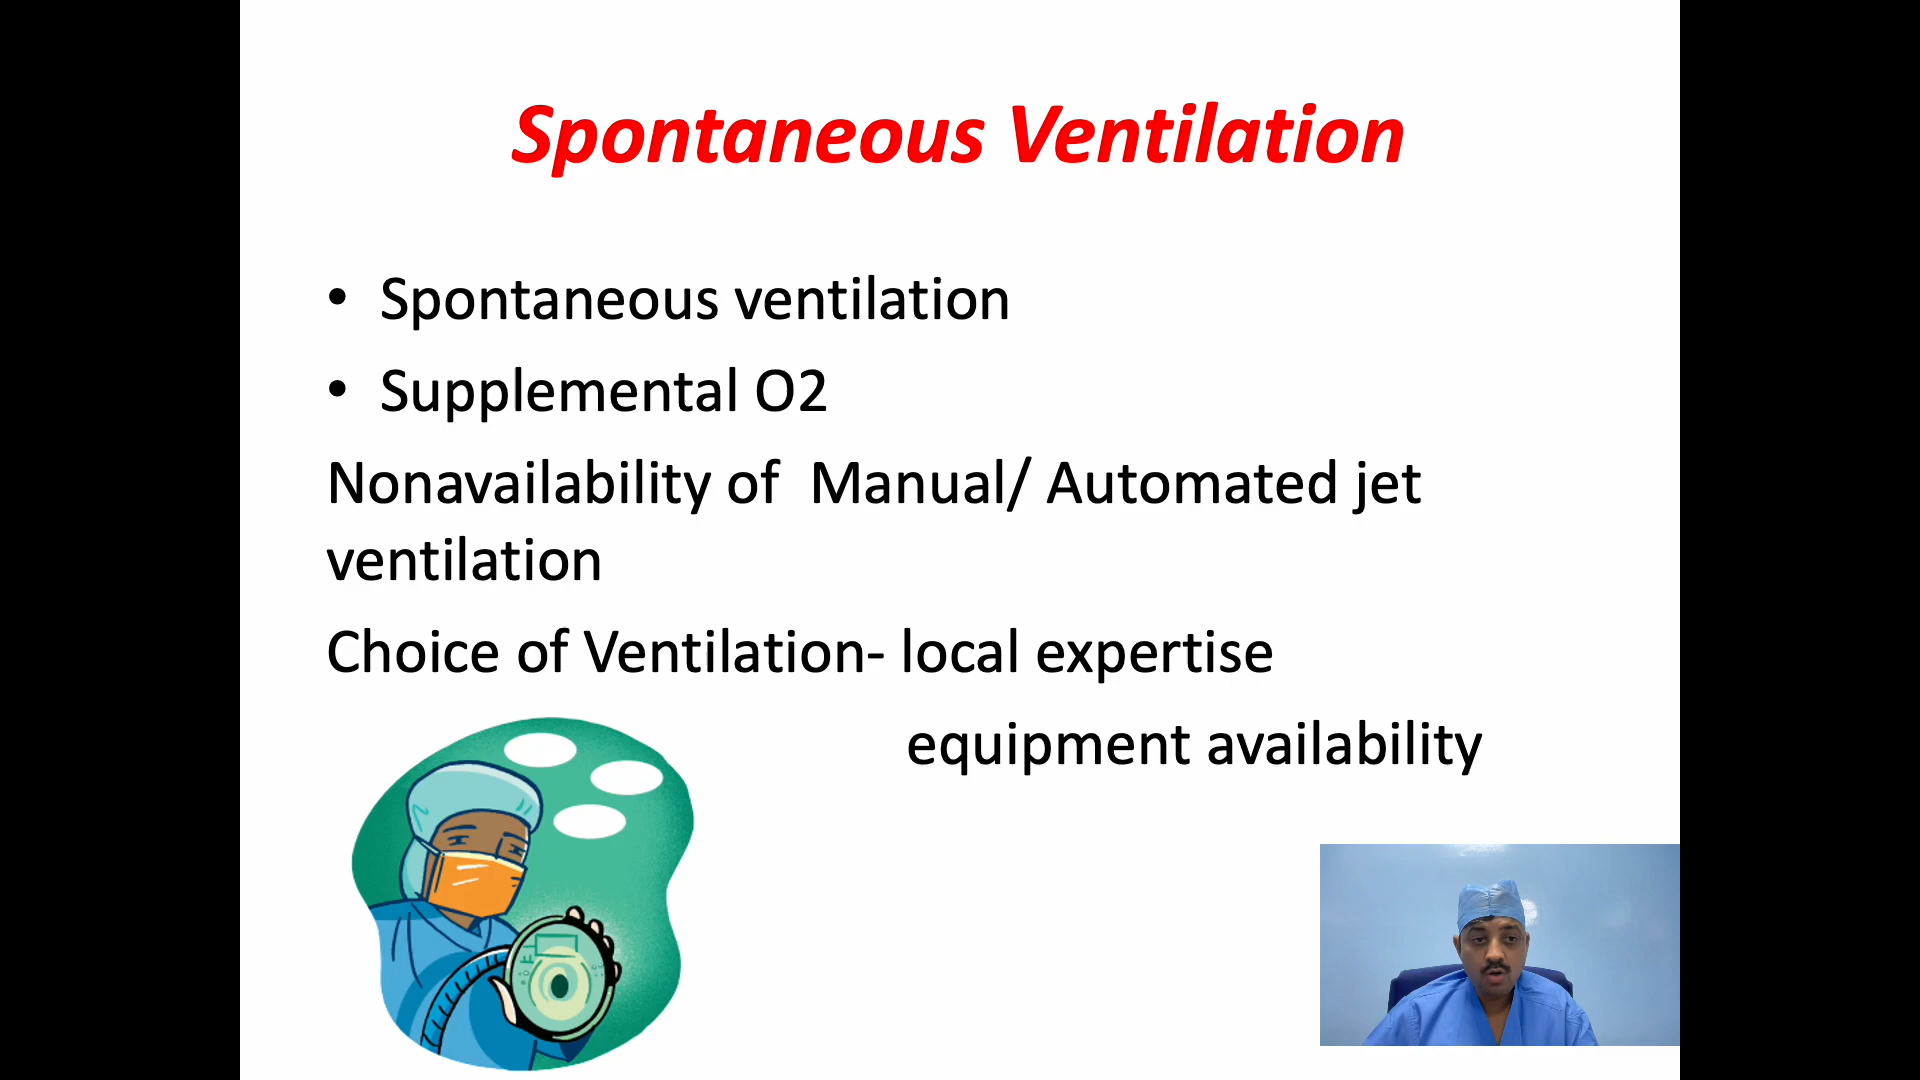 Spontaneous Ventilation
• Spontaneous ventilation
• Supplemental O2
Nonavailability of  Manual/ Automated jet
ventilation
Choice of Ventilation- local expertise
equipment availability